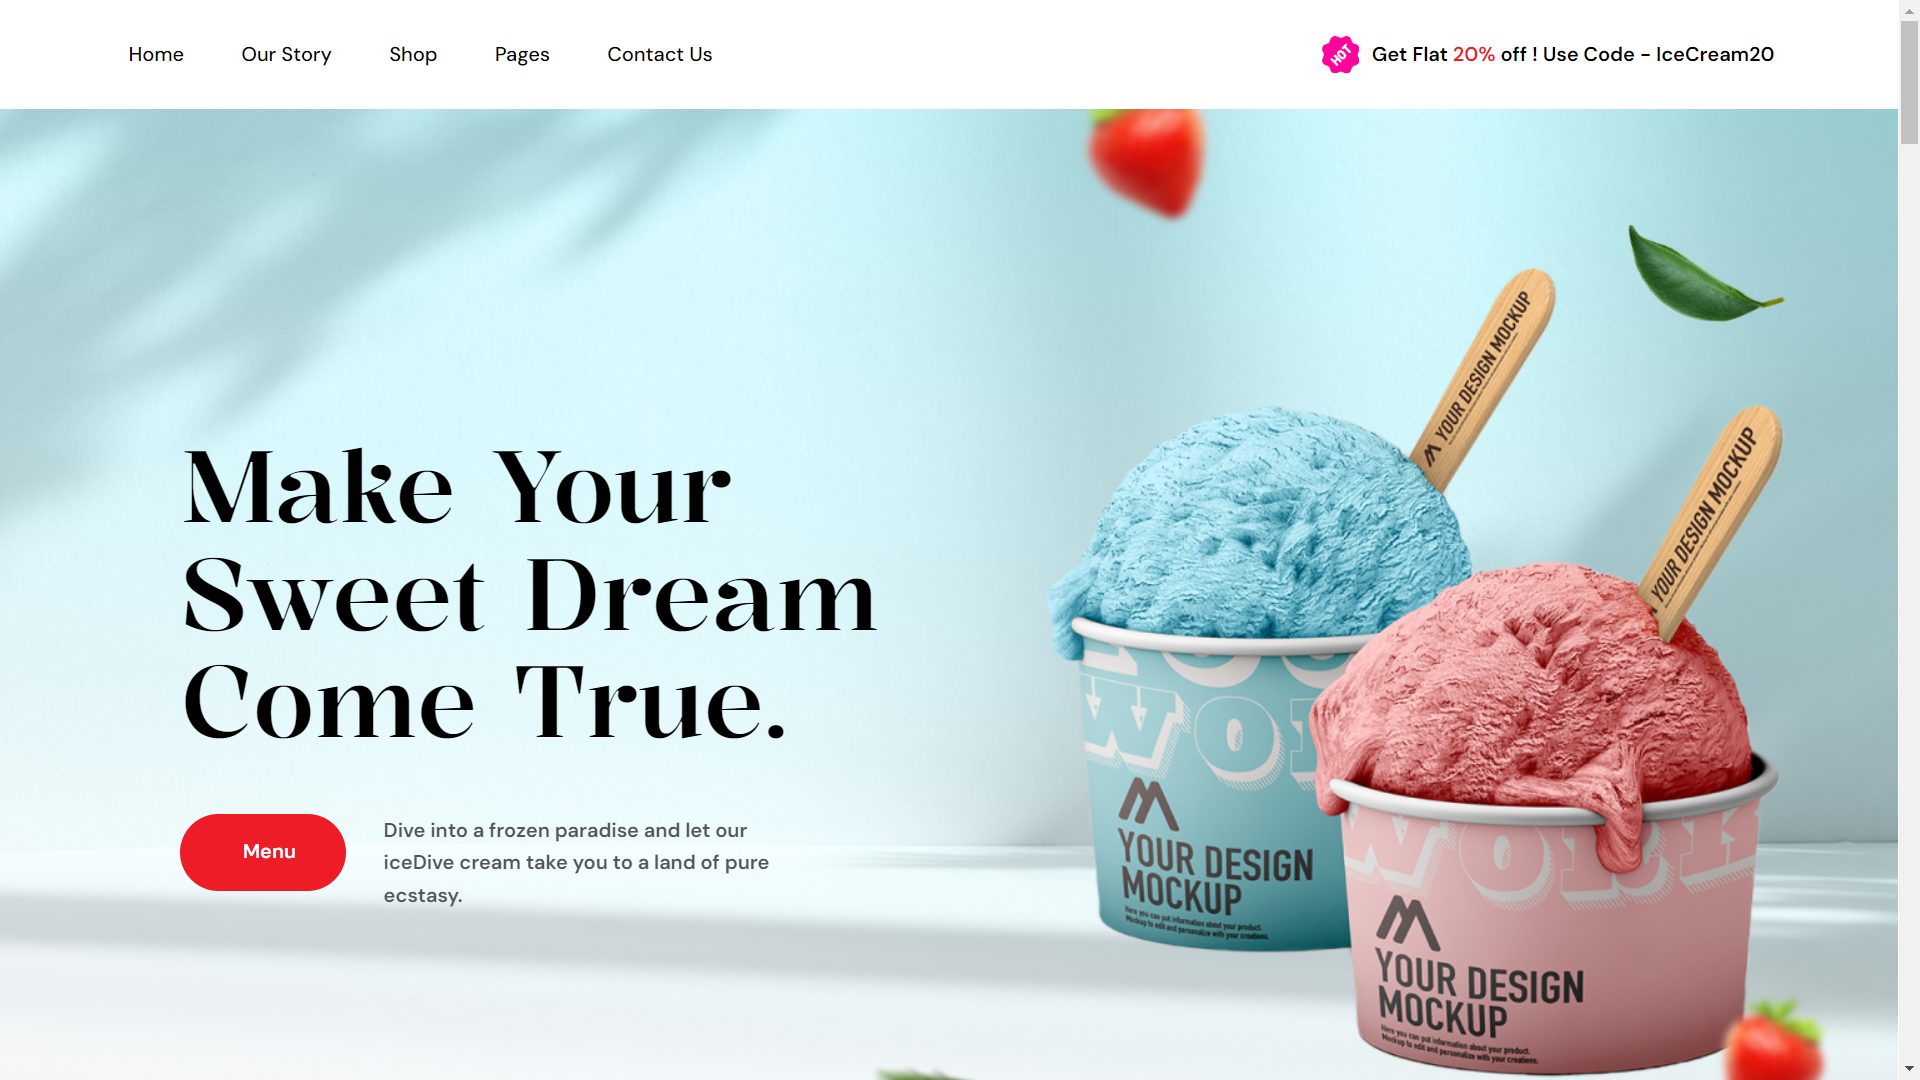 Home
Our Story
Shop
Pages
Contact Us
HOT
Get Flat 20% off ! Use Code - IceCream20
Make Your
Sweet Dream
Come True.
Menu
Dive into a frozen paradise and let our
iceDive cream take you to a land of pure
ecstasy.
YOUR DESIGN MOCKUP
YOUR DESIGN MOCKUP
YOUR DESIGN
MOCKUP
Here you can put information about your product.
Mockup to edit and personalize with your creations.
WORK
YOUR DESIGN
MOCKUP
Here you can put information about your product.
Mockup to edit and personalize with your creations.